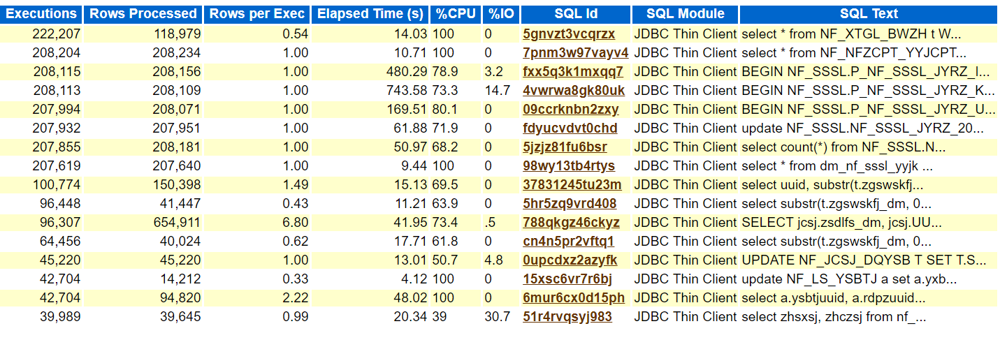 Executions Rows Processed Rows per Exec Elapsed Time (s) %CPU %IO SQL Id SQL Module SQL Text
222,207 118,979 0.54 14.03 100 0 5gnvzt3vcqrzx JDBC Thin Client select * from NF_XTGL_BWZH t W...
208,204 208,234 1.00 10.71 100 0 7pnm3w97vayv4 JDBC Thin Client select * from NF_NFZCPT_YYJCPT...
208,115 208,156 1.00 480.29 78.9 3.2 fxx5q3k1mxqq7 JDBC Thin Client BEGIN NF_SSSL.P_NF_SSSL_JYRZ_I...
208,113 208,109 1.00 743.58 73.3 14.7 4vwrwa8gk80uk JDBC Thin Client BEGIN NF_SSSL.P_NF_SSSL_JYRZ_K...
207,994 208,071 1.00 169.51 80.1 0 09ccrknbn2zxy JDBC Thin Client BEGIN NF_SSSL.P_NF_SSSL_JYRZ_U...
207,932 207,951 1.00 61.88 71.9 0 fdyucvdvt0chd JDBC Thin Client update NF_SSSL.NF_SSSL_JYRZ_20...
207,855 208,181 1.00 50.97 68.2 0 5jzjz81fu6bsr JDBC Thin Client select count(*) from NF_SSSL.N...
207,619 207,640 1.00 9.44 100 0 98wy13tb4rtys JDBC Thin Client select * from dm_nf_sssl_yyjk ...
100,774 150,398 1.49 15.13 69.5 0 37831245tu23m JDBC Thin Client select uuid, substr(t.zgswskfj...
96,448 41,447 0.43 11.21 63.9 0 5hr5zq9vrd408 JDBC Thin Client select substr(t.zgswskfj_dm, 0...
96,307 654,911 6.80 41.95 73.4 .5 788qkgz46ckyz JDBC Thin Client SELECT jcsj.zsdlfs_dm, jcsj.UU...
64,456 40,024 0.62 17.71 61.8 0 cn4n5pr2vftq1 JDBC Thin Client select substr(t.zgswskfj_dm, 0...
45,220 45,220 1.00 13.01 50.7 4.8 0upcdxz2azyfk JDBC Thin Client UPDATE NF_JCSJ_DQYSB T SET T.S...
42,704 14,212 0.33 4.12 100 0 15xsc6vr7r6bj JDBC Thin Client update NF_LS_YSBTJ a set a.yxb...
42,704 94,820 2.22 48.02 100 0 6mur6cx0d15ph JDBC Thin Client select a.ysbtjuuid, a.rdpzuuid...
39,989 39,645 0.99 20.34 39 30.7 51r4rvqsyj983 JDBC Thin Client select zhsxsj, zhczsj from nf_...